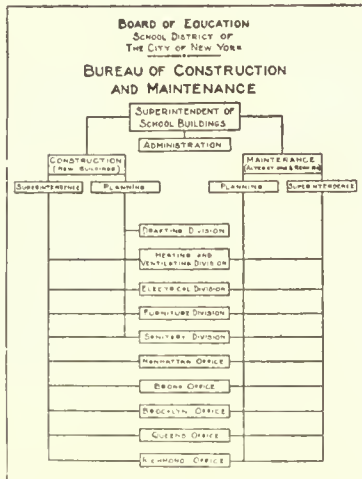 BOARD OF EDUCATION
SCHOOL DISTRICT OF
THE CITY OF NEW YORK
BUREAU OF CONSTRUCTION
AND MAINTENANCE
SUPERINTENDENT OF
SCHOOL BUILDINGS
ADMINISTRATION
CONSTRUCTION
(NEW BUILDINGS)
MAINTENANCE
(ALTERATIONS & REPAIRS)
SUPERINTENDENCE
PLANNING
PLANNING
SUPERINTENDENCE
DRAFTING DIVISION
HEATING AND
VENTILATING DIVISION
ELECTRICAL DIVISION
FURNITURE DIVISION
SANITARY DIVISION
MANHATTAN OFFICE
BRONX OFFICE
BROOKLYN OFFICE
QUEENS OFFICE
RICHMOND OFFICE